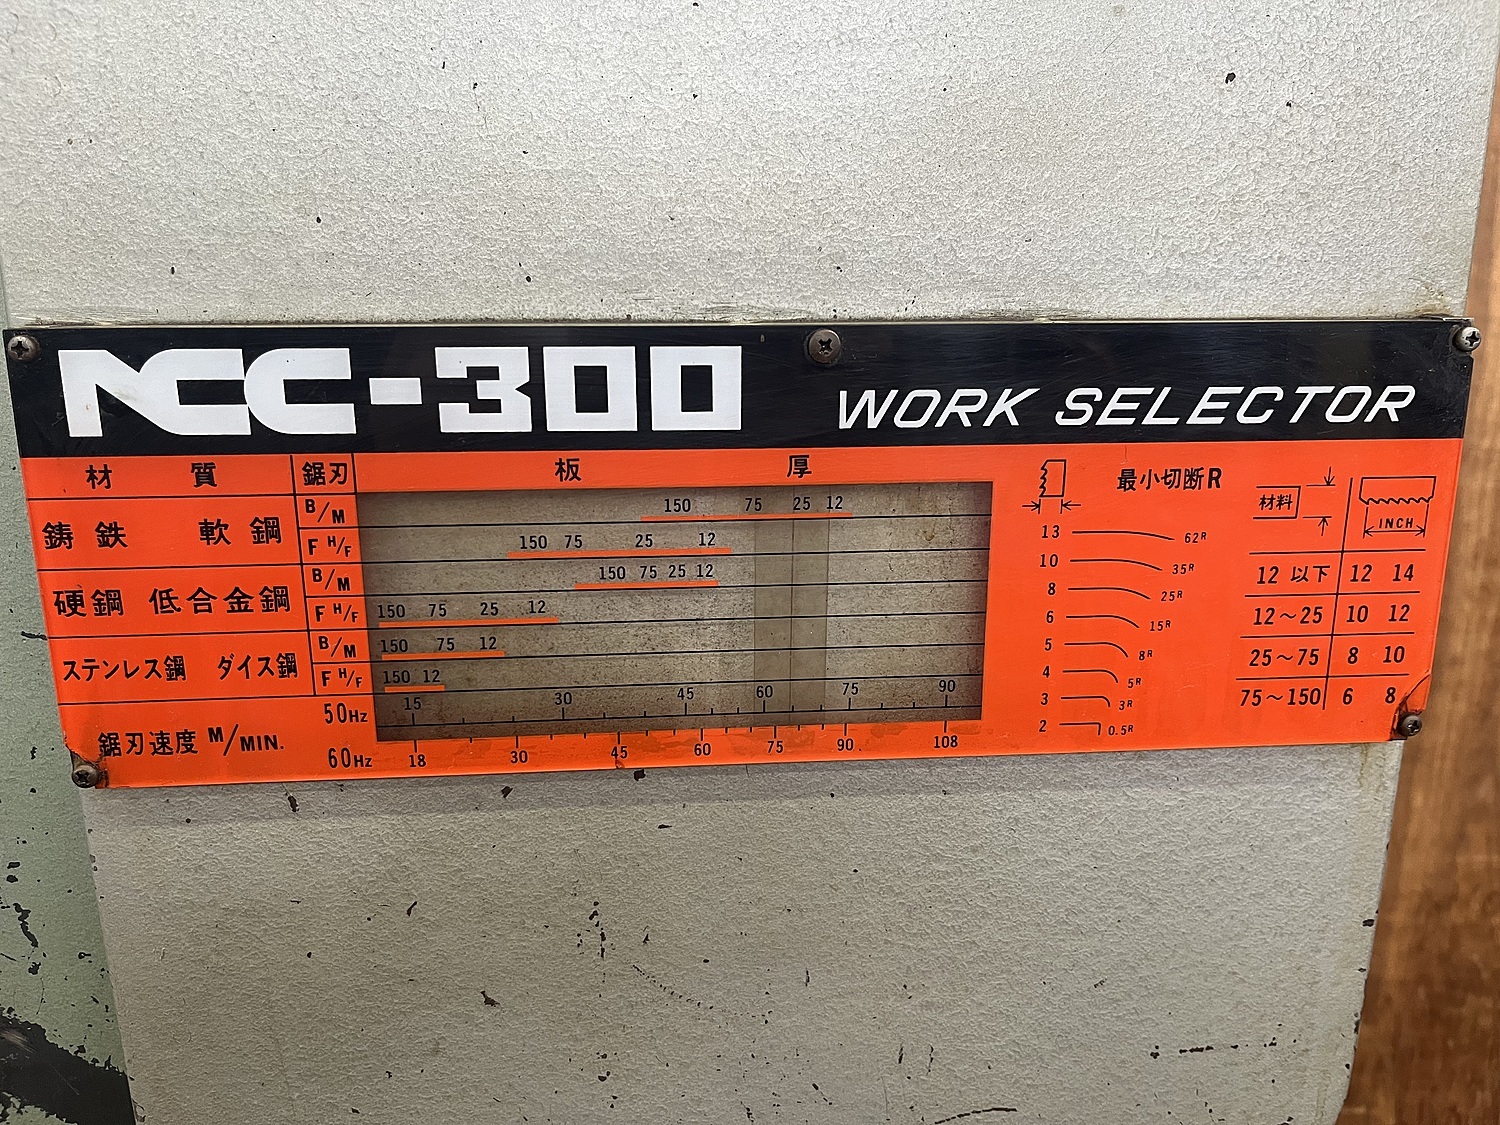 NCC-300 WORK SELECTOR
材質 鋸刃 板厚
鋳鉄 軟鋼
B/M 150 75 25 12
F H/F 150 75 25 12
硬鋼 低合金鋼
B/M 150 75 25 12
F H/F 150 75 25 12
ステンレス鋼 ダイス鋼
B/M 150 75 12
F H/F 150 12
鋸刃速度 M/MIN.
50Hz 15 30 45 60 75 90
60Hz 18 30 45 60 75 90 108
最小切断R
13 62R
10 35R
8 25R
6 15R
5 8R
4 5R
3 3R
2 0.5R
材料 INCH
12以下 12 14
12~25 10 12
25~75 8 10
75~150 6 8